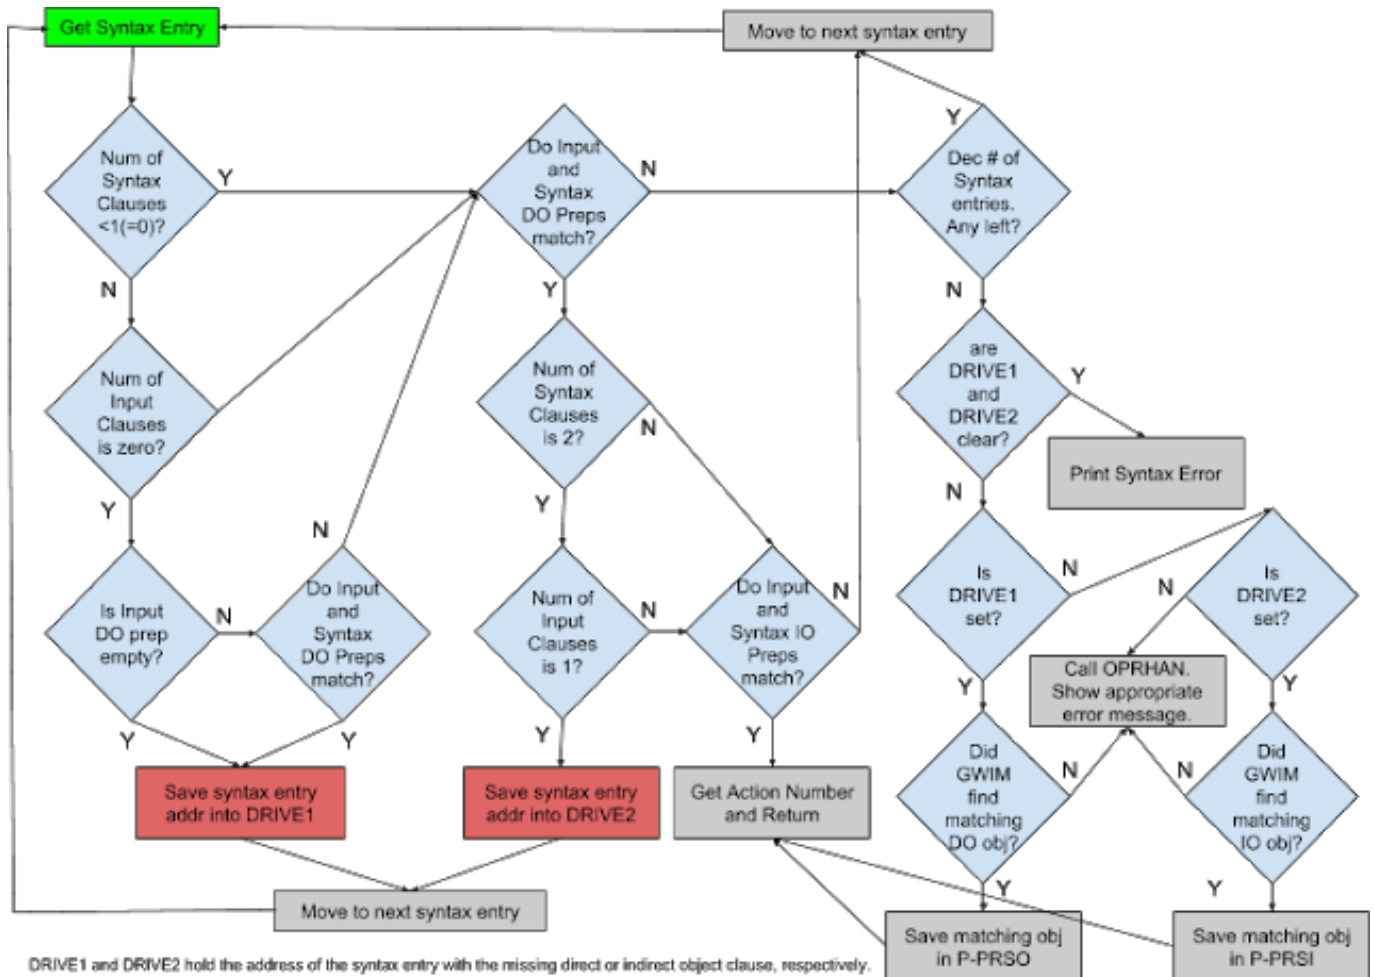 Get Syntax Entry
Move to next syntax entry
Num of
Syntax
Clauses
<1(=0)?
Y
N
Do Input
and
Syntax
DO Preps
match?
N
Y
Y
Dec # of
Syntax
entries.
Any left?
N
Num of
Input
Clauses
is zero?
Y
Num of
Syntax
Clauses
is 2?
N
Y
are
DRIVE1
and
DRIVE2
clear?
Y
N
Print Syntax Error
Is Input
DO prep
empty?
N
Y
N
Do Input
and
Syntax
DO Preps
match?
Y
Num of
Input
Clauses
is 1?
N
Y
Do Input
and
Syntax IO
Preps
match?
N
Y
Is
DRIVE1
set?
N
Y
Is
DRIVE2
set?
N
Y
Call OPRHAN.
Show appropriate
error message.
Save syntax entry
addr into DRIVE1
Save syntax entry
addr into DRIVE2
Get Action Number
and Return
Did
GWIM
find
matching
DO obj?
N
Y
Did
GWIM
find
matching
IO obj?
N
Y
Move to next syntax entry
Save matching obj
in P-PRSO
Save matching obj
in P-PRSI
DRIVE1 and DRIVE2 hold the address of the syntax entry with the missing direct or indirect object clause, respectively.